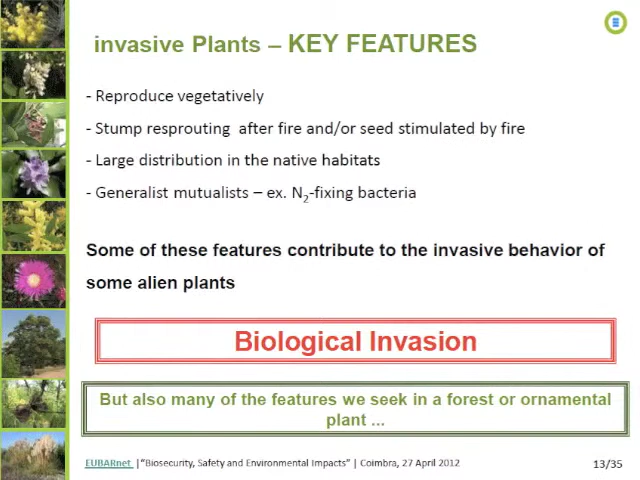 invasive Plants – KEY FEATURES
- Reproduce vegetatively
- Stump resprouting after fire and/or seed stimulated by fire
- Large distribution in the native habitats
- Generalist mutualists – ex. N2-fixing bacteria
Some of these features contribute to the invasive behavior of
some alien plants
Biological Invasion
But also many of the features we seek in a forest or ornamental
plant ...
EUBARnet |“Biosecurity, Safety and Environmental Impacts” | Coimbra, 27 April 2012
13/35